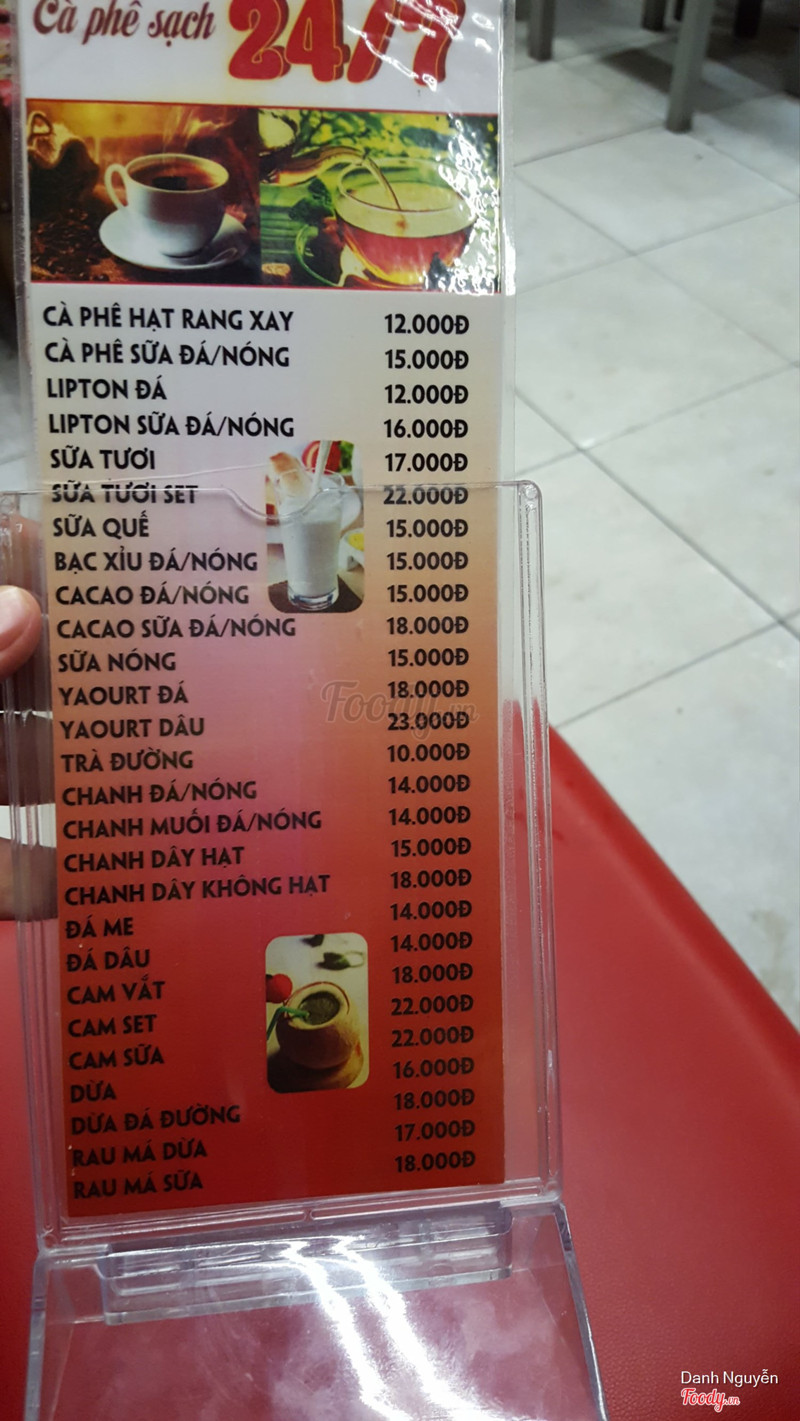 Cà phê sạch 24/7
CÀ PHÊ HẠT RANG XAY 12.000Đ
CÀ PHÊ SỮA ĐÁ/NÓNG 15.000Đ
LIPTON ĐÁ 12.000Đ
LIPTON SỮA ĐÁ/NÓNG 16.000Đ
SỮA TƯƠI 17.000Đ
SỮA TƯƠI SET 22.000Đ
SỮA QUẾ 15.000Đ
BẠC XỈU ĐÁ/NÓNG 15.000Đ
CACAO ĐÁ/NÓNG 15.000Đ
CACAO SỮA ĐÁ/NÓNG 18.000Đ
SỮA NÓNG 15.000Đ
YAOURT ĐÁ 18.000Đ
YAOURT DÂU 23.000Đ
TRÀ ĐƯỜNG 10.000Đ
CHANH ĐÁ/NÓNG 14.000Đ
CHANH MUỐI ĐÁ/NÓNG 14.000Đ
CHANH DÂY HẠT 15.000Đ
CHANH DÂY KHÔNG HẠT 18.000Đ
ĐÁ ME 14.000Đ
ĐÁ DÂU 14.000Đ
CAM VẮT 18.000Đ
CAM SET 22.000Đ
CAM SỮA 22.000Đ
DỪA 16.000Đ
DỪA ĐÁ ĐƯỜNG 18.000Đ
RAU MÁ DỪA 17.000Đ
RAU MÁ SỮA 18.000Đ
Foody.vn
Danh Nguyễn
Foody.vn